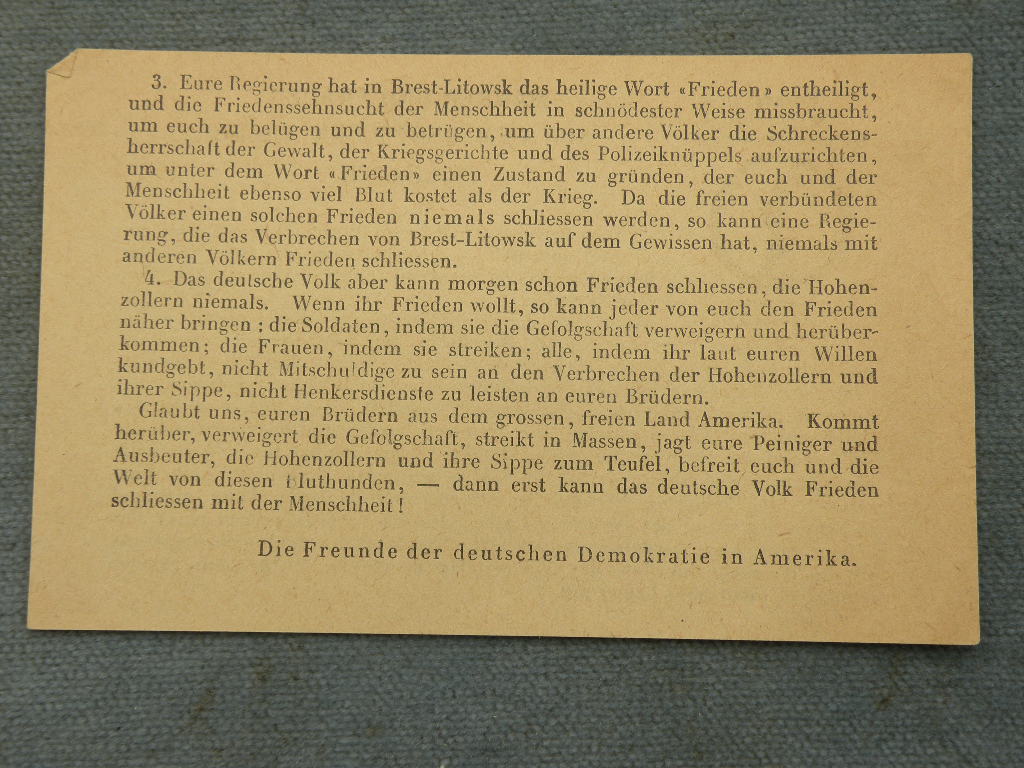 3. Eure Regierung hat in Brest-Litowsk das heilige Wort «Frieden» entheiligt,
und die Friedenssehnsucht der Menschheit in schnödester Weise missbraucht,
um euch zu belügen und zu betrügen, um über andere Völker die Schreckens-
herrschaft der Gewalt, der Kriegsgerichte und des Polizeiknüppels aufzurichten,
um unter dem Wort «Frieden» einen Zustand zu gründen, der euch und der
Menschheit ebenso viel Blut kostet als der Krieg. Da die freien verbündeten
Völker einen solchen Frieden niemals schliessen werden, so kann eine Regie-
rung, die das Verbrechen von Brest-Litowsk auf dem Gewissen hat, niemals mit
anderen Völkern Frieden schliessen.
4. Das deutsche Volk aber kann morgen schon Frieden schliessen, die Hohen-
zollern niemals. Wenn ihr Frieden wollt, so kann jeder von euch den Frieden
näher bringen : die Soldaten, indem sie die Gefolgschaft verweigern und herüber-
kommen; die Frauen, indem sie streiken; alle, indem ihr laut euren Willen
kundgebt, nicht Mitschuldige zu sein an den Verbrechen der Hohenzollern und
ihrer Sippe, nicht Henkersdienste zu leisten an euren Brüdern.
Glaubt uns, euren Brüdern aus dem grossen, freien Land Amerika. Kommt
herüber, verweigert die Gefolgschaft, streikt in Massen, jagt eure Peiniger und
Ausbeuter, die Hohenzollern und ihre Sippe zum Teufel, befreit euch und die
Welt von diesen Bluthunden, — dann erst kann das deutsche Volk Frieden
schliessen mit der Menschheit !
Die Freunde der deutschen Demokratie in Amerika.